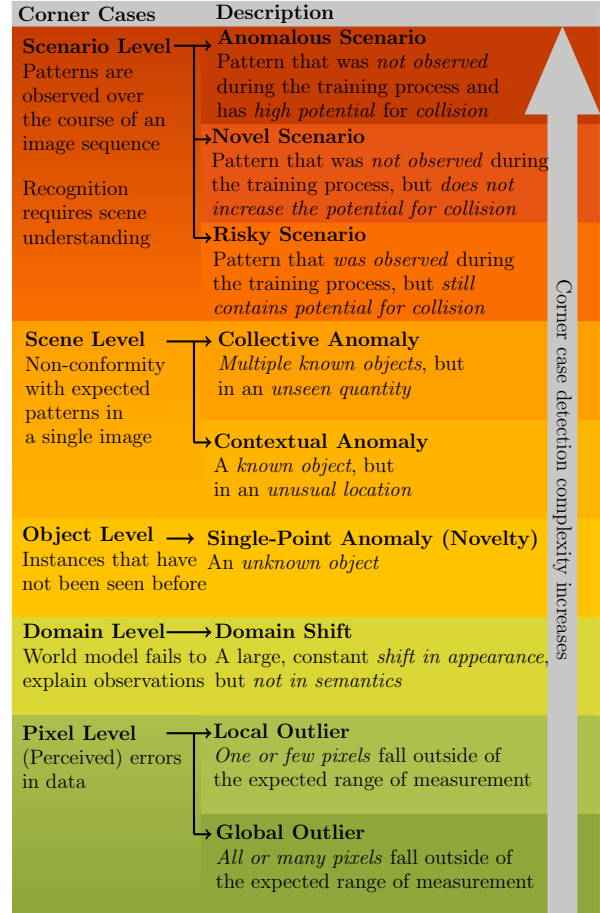 Corner Cases
Description
Scenario Level
Patterns are
observed over
the course of an
image sequence
Recognition
requires scene
understanding
Anomalous Scenario
Pattern that was not observed
during the training process and
has high potential for collision
Novel Scenario
Pattern that was not observed during
the training process, but does not
increase the potential for collision
Risky Scenario
Pattern that was observed during
the training process, but still
contains potential for collision
Scene Level
Non-conformity
with expected
patterns in
a single image
Collective Anomaly
Multiple known objects, but
in an unseen quantity
Contextual Anomaly
A known object, but
in an unusual location
Object Level
Instances that have
not been seen before
Single-Point Anomaly (Novelty)
An unknown object
Domain Level
World model fails to
explain observations
Domain Shift
A large, constant shift in appearance,
but not in semantics
Pixel Level
(Perceived) errors
in data
Local Outlier
One or few pixels fall outside of
the expected range of measurement
Global Outlier
All or many pixels fall outside of
the expected range of measurement
Corner case detection complexity increases